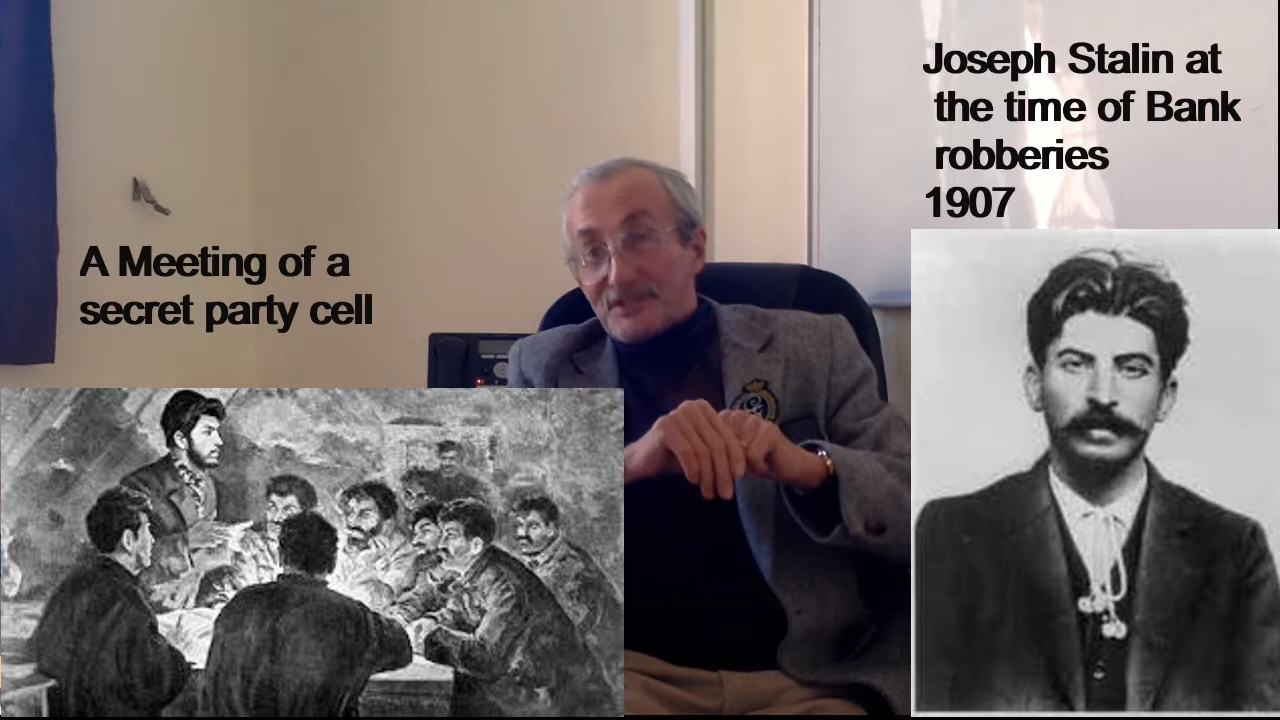 A Meeting of a
secret party cell
Joseph Stalin at
the time of Bank
robberies
1907